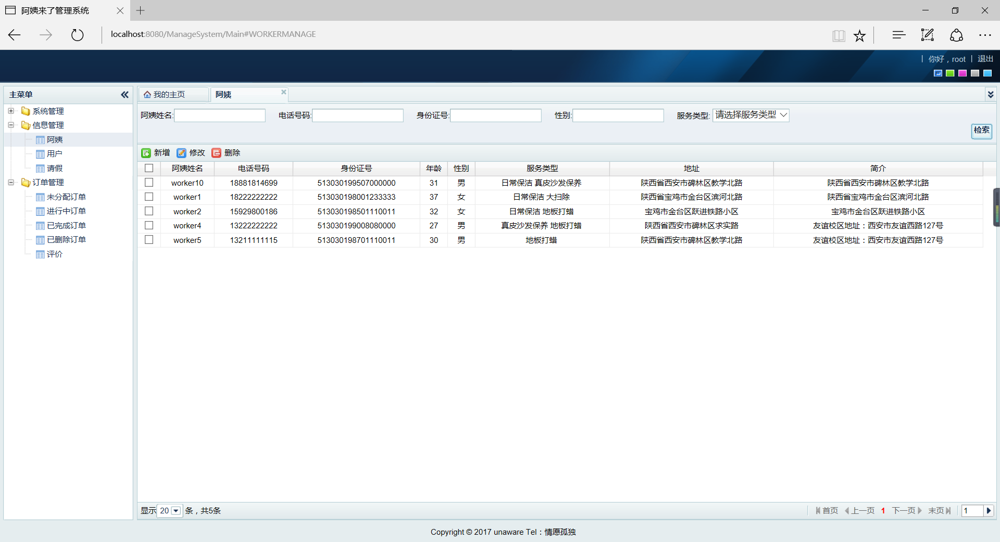 阿姨来了管理系统
localhost:8080/ManageSystem/Main#WORKERMANAGE
你好，root 退出
主菜单
系统管理
信息管理
阿姨
用户
请假
订单管理
未分配订单
进行中订单
已完成订单
已删除订单
评价
我的主页 阿姨
阿姨姓名: 电话号码: 身份证号: 性别: 服务类型: 请选择服务类型
检索
新增 修改 删除
阿姨姓名 电话号码 身份证号 年龄 性别 服务类型 地址 简介
worker10 18881814699 513030199507000000 31 男 日常保洁 真皮沙发保养 陕西省西安市碑林区教学北路 陕西省西安市碑林区教学北路
worker1 18222222222 513030198001233333 37 女 日常保洁 大扫除 陕西省宝鸡市金台区滨河北路 陕西省宝鸡市金台区滨河北路
worker2 15929800186 513030198501110011 32 女 日常保洁 地板打蜡 宝鸡市金台区跃进铁路小区 宝鸡市金台区跃进铁路小区
worker4 13222222222 513030199008080000 27 男 真皮沙发保养 地板打蜡 陕西省西安市碑林区求实路 友谊校区地址：西安市友谊西路127号
worker5 13211111115 513030198701110011 30 男 地板打蜡 陕西省西安市碑林区教学北路 友谊校区地址：西安市友谊西路127号
显示 20 条，共5条 首页 上一页 1 下一页 末页 1
Copyright © 2017 unaware Tel：情愿孤独